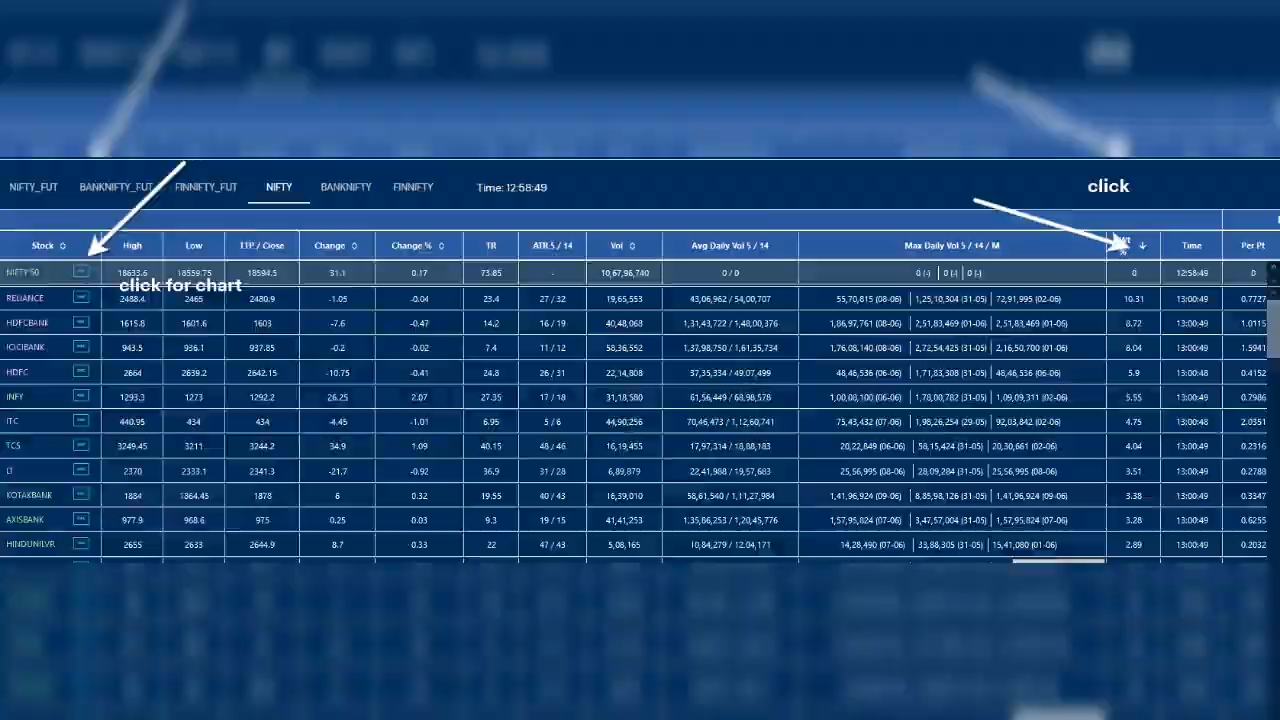 NIFTY_FUT BANKNIFTY_FUT FINNIFTY_FUT NIFTY BANKNIFTY FINNIFTY Time: 12:58:49 click
Stock High Low LTP / Close Change Change % TR ATR 5 / 14 Vol Avg Daily Vol 5 / 14 Max Daily Vol 5 / 14 / M Wt % Time Per Pt
NIFTY 50 18633.6 18559.75 18594.5 31.1 0.17 73.85 - 10,67,96,740 0 / 0 0 (-) 0 (-) 0 (-) 0 12:58:49 0
click for chart
RELIANCE 2488.4 2465 2480.9 -1.05 -0.04 23.4 27 / 32 19,65,553 43,06,962 / 54,00,707 55,70,815 (08-06) 1,25,10,304 (31-05) 72,91,995 (02-06) 10.31 13:00:49 0.7727
HDFCBANK 1615.8 1601.6 1603 -7.6 -0.47 14.2 16 / 19 40,48,068 1,31,43,722 / 1,48,00,376 1,86,97,761 (08-06) 2,51,83,469 (01-06) 2,51,83,469 (01-06) 8.72 13:00:49 1.0115
ICICIBANK 943.5 936.1 937.85 -0.2 -0.02 7.4 11 / 12 58,36,552 1,37,98,750 / 1,61,35,734 1,76,08,140 (08-06) 2,72,54,425 (31-05) 2,16,50,700 (01-06) 8.04 13:00:49 1.5941
HDFC 2664 2639.2 2642.15 -10.75 -0.41 24.8 26 / 31 22,14,808 37,35,334 / 49,07,499 48,46,536 (06-06) 1,71,83,308 (31-05) 48,46,536 (06-06) 5.9 13:00:48 0.4152
INFY 1293.3 1273 1292.2 26.25 2.07 27.35 17 / 18 31,18,580 61,56,449 / 68,98,578 1,00,08,100 (06-06) 1,78,00,782 (31-05) 1,09,09,311 (02-06) 5.55 13:00:49 0.7986
ITC 440.95 434 434 -4.45 -1.01 6.95 5 / 6 44,90,256 70,46,473 / 1,12,60,741 75,43,432 (07-06) 1,98,26,254 (29-05) 92,03,842 (02-06) 4.75 13:00:48 2.0351
TCS 3249.45 3211 3244.2 34.9 1.09 40.15 48 / 46 16,19,455 17,97,314 / 18,88,183 20,22,849 (06-06) 58,15,424 (31-05) 20,30,661 (02-06) 4.04 13:00:49 0.2316
LT 2370 2333.1 2341.3 -21.7 -0.92 36.9 31 / 28 6,89,879 22,41,988 / 19,57,683 25,56,995 (08-06) 28,09,284 (31-05) 25,56,995 (08-06) 3.51 13:00:49 0.2788
KOTAKBANK 1884 1864.45 1878 6 0.32 19.55 40 / 43 16,39,010 58,61,540 / 1,11,27,984 1,41,96,924 (09-06) 8,85,98,126 (31-05) 1,41,96,924 (09-06) 3.38 13:00:49 0.3347
AXISBANK 977.9 968.6 975 0.25 0.03 9.3 19 / 15 41,41,253 1,35,86,253 / 1,20,45,776 1,57,95,824 (07-06) 3,47,57,004 (31-05) 1,57,95,824 (07-06) 3.28 13:00:49 0.6255
HINDUNILVR 2655 2633 2644.9 8.7 0.33 22 47 / 43 5,08,165 10,84,279 / 12,04,171 14,28,490 (07-06) 33,88,305 (31-05) 15,41,080 (01-06) 2.89 13:00:49 0.2032